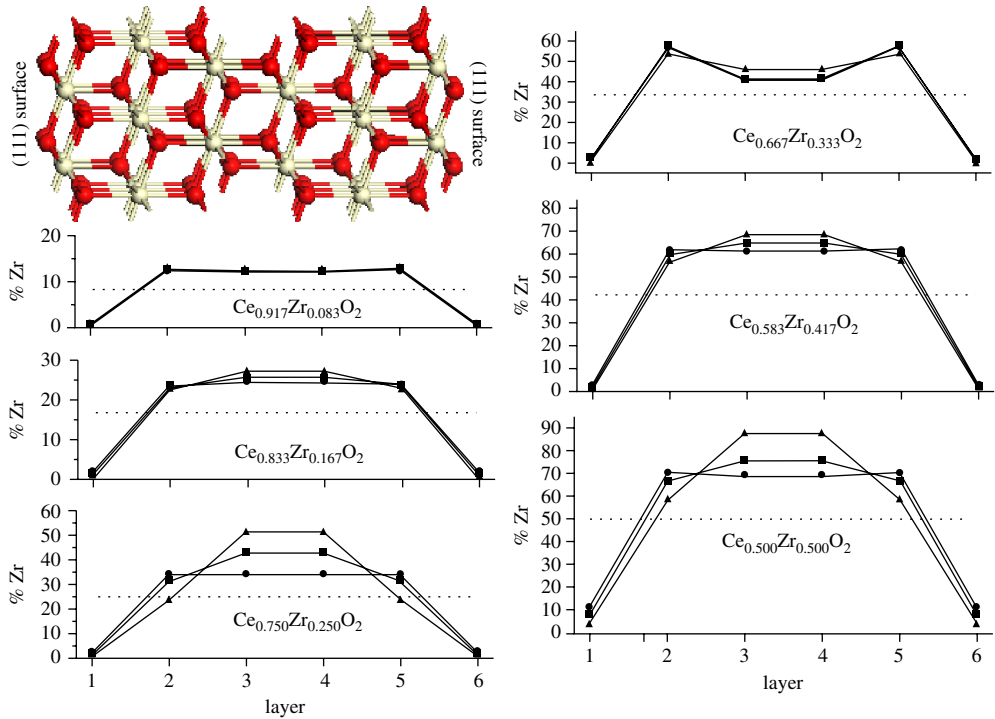 (111) surface
(111) surface
20
10
0
% Zr
Ce0.917Zr0.083O2
30
20
10
0
% Zr
Ce0.833Zr0.167O2
60
50
40
30
20
10
0
% Zr
Ce0.750Zr0.250O2
1 2 3 4 5 6
layer
60
50
40
30
20
10
0
% Zr
Ce0.667Zr0.333O2
80
70
60
50
40
30
20
10
0
% Zr
Ce0.583Zr0.417O2
90
80
70
60
50
40
30
20
10
0
% Zr
Ce0.500Zr0.500O2
1 2 3 4 5 6
layer